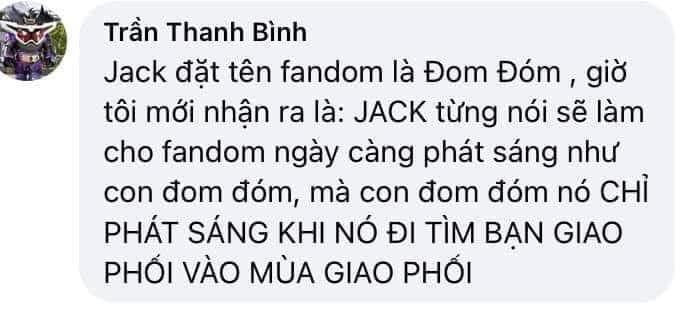 Trần Thanh Bình
Jack đặt tên fandom là Đom Đóm , giờ
tôi mới nhận ra là: JACK từng nói sẽ làm
cho fandom ngày càng phát sáng như
con đom đóm, mà con đom đóm nó CHỈ
PHÁT SÁNG KHI NÓ ĐI TÌM BẠN GIAO
PHỐI VÀO MÙA GIAO PHỐI